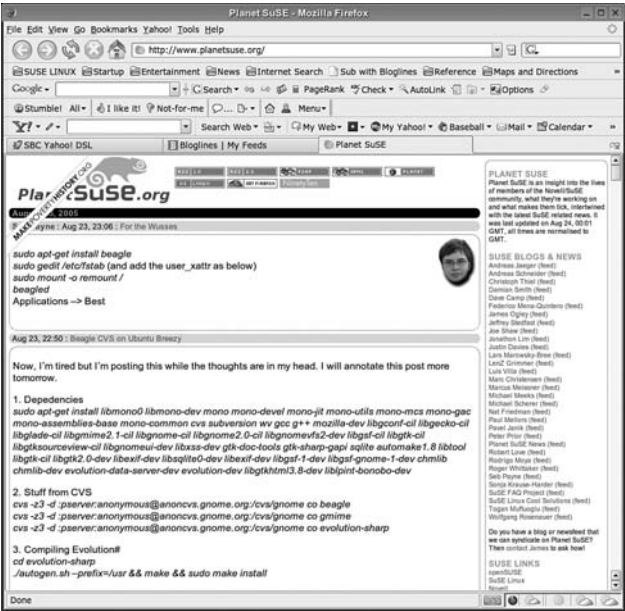 Planet SuSE - Mozilla Firefox
File Edit View Go Bookmarks Yahoo! Tools Help
http://www.planetsuse.org/
SUSE LINUX Startup Entertainment News Internet Search Sub with Bloglines Reference Maps and Directions »
Google Search PageRank Check AutoLink Options
Stumble! All I like it! Not-for-me Menu
Y! Search Web My Web My Yahoo! Baseball Mail Calendar »
SBC Yahoo! DSL Bloglines | My Feeds Planet SuSE
MAKEPOVERTYHISTORY.ORG
PlanetSuSE.org
2005
: Aug 23, 23:06 : For the Wusses
sudo apt-get install beagle
sudo gedit /etc/fstab (and add the user_xattr as below)
sudo mount -o remount /
beagled
Applications –> Best
Aug 23, 22:50 : Beagle CVS on Ubuntu Breezy
Now, I'm tired but I'm posting this while the thoughts are in my head. I will annotate this post more
tomorrow.
1. Depedencies
sudo apt-get install libmono0 libmono-dev mono mono-devel mono-jit mono-utils mono-mcs mono-gac
mono-assemblies-base mono-common cvs subversion wv gcc g++ mozilla-dev libgconf-cil libgecko-cil
libglade-cil libgmime2.1-cil libgnome-cil libgnome2.0-cil libgnomevfs2-dev libgsf-cil libgtk-cil
libgtksourceview-cil libgnomeui-dev libxss-dev gtk-doc-tools gtk-sharp-gapi sqlite automake1.8 libtool
libgtk-cil libgtk2.0-dev libexif-dev libsqlite0-dev libexif-dev libgsf-1-dev libgsf-gnome-1-dev chmlib
chmlib-dev evolution-data-server-dev evolution-dev libgtkhtml3.8-dev liblpint-bonobo-dev
2. Stuff from CVS
cvs -z3 -d :pserver:anonymous@anoncvs.gnome.org:/cvs/gnome co beagle
cvs -z3 -d :pserver:anonymous@anoncvs.gnome.org:/cvs/gnome co gmime
cvs -z3 -d :pserver:anonymous@anoncvs.gnome.org:/cvs/gnome co evolution-sharp
3. Compiling Evolution#
cd evolution-sharp
./autogen.sh –prefix=/usr && make && sudo make install
PLANET SUSE
Planet SuSE is an insight into the lives
of members of the Novell/SuSE
community, what they're working on
and what makes them tick, intertwined
with the latest SuSE related news. It
was last updated on Aug 24, 00:01
GMT, all times are normalised to
GMT.
SUSE BLOGS & NEWS
Andreas Jaeger (feed)
Andreas Schneider (feed)
Christoph Thiel (feed)
Damian Smith (feed)
Dave Camp (feed)
Federico Mena-Quintero (feed)
James Ogley (feed)
Jeffrey Stedfast (feed)
Joe Shaw (feed)
Jonathon Lim (feed)
Justin Davies (feed)
Lars Marowsky-Bree (feed)
LenZ Grimmer (feed)
Luis Villa (feed)
Marc Christensen (feed)
Marcus Meissner (feed)
Michael Meeks (feed)
Michael Scherer (feed)
Nat Friedman (feed)
Paul Mellors (feed)
Pavel Janik (feed)
Peter Prior (feed)
Planet SuSE News (feed)
Robert Love (feed)
Rodrigo Moya (feed)
Roger Whittaker (feed)
Seb Payne (feed)
Sonja Krause-Harder (feed)
SuSE FAQ Project (feed)
SuSE Linux Cool Solutions (feed)
Togan Muftuoglu (feed)
Wolfgang Rosenauer (feed)
Do you have a blog or newsfeed that
we can syndicate on Planet SuSE?
Then contact James to ask how!
SUSE LINKS
openSUSE
SuSE Linux
Novell
Done